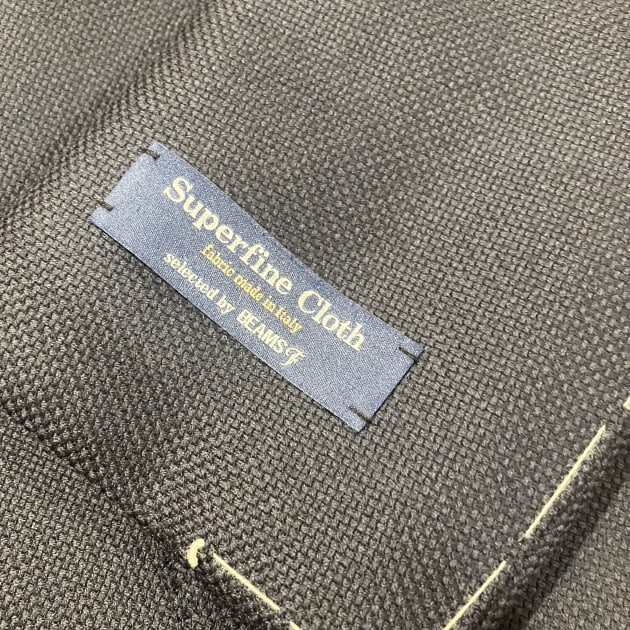 Superfine Cloth
fabric made in Italy
selected by BEAMS F